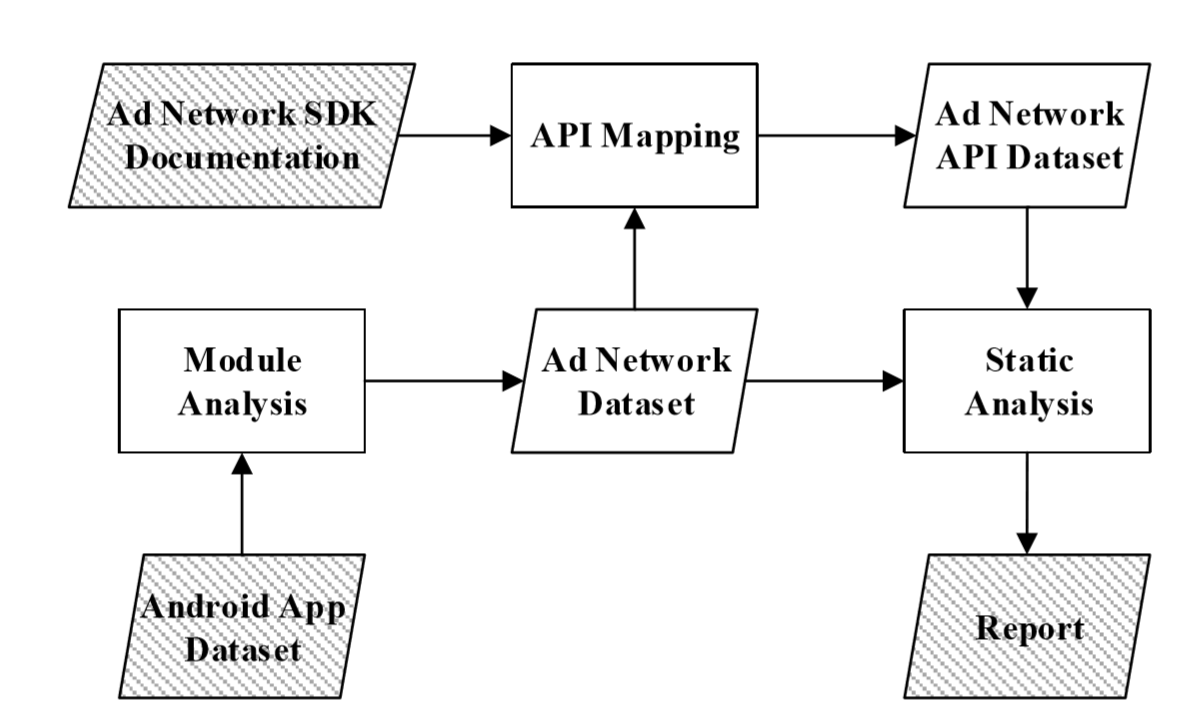 Ad Network SDK
Documentation
API Mapping
Ad Network
API Dataset
Module
Analysis
Ad Network
Dataset
Static
Analysis
Android App
Dataset
Report